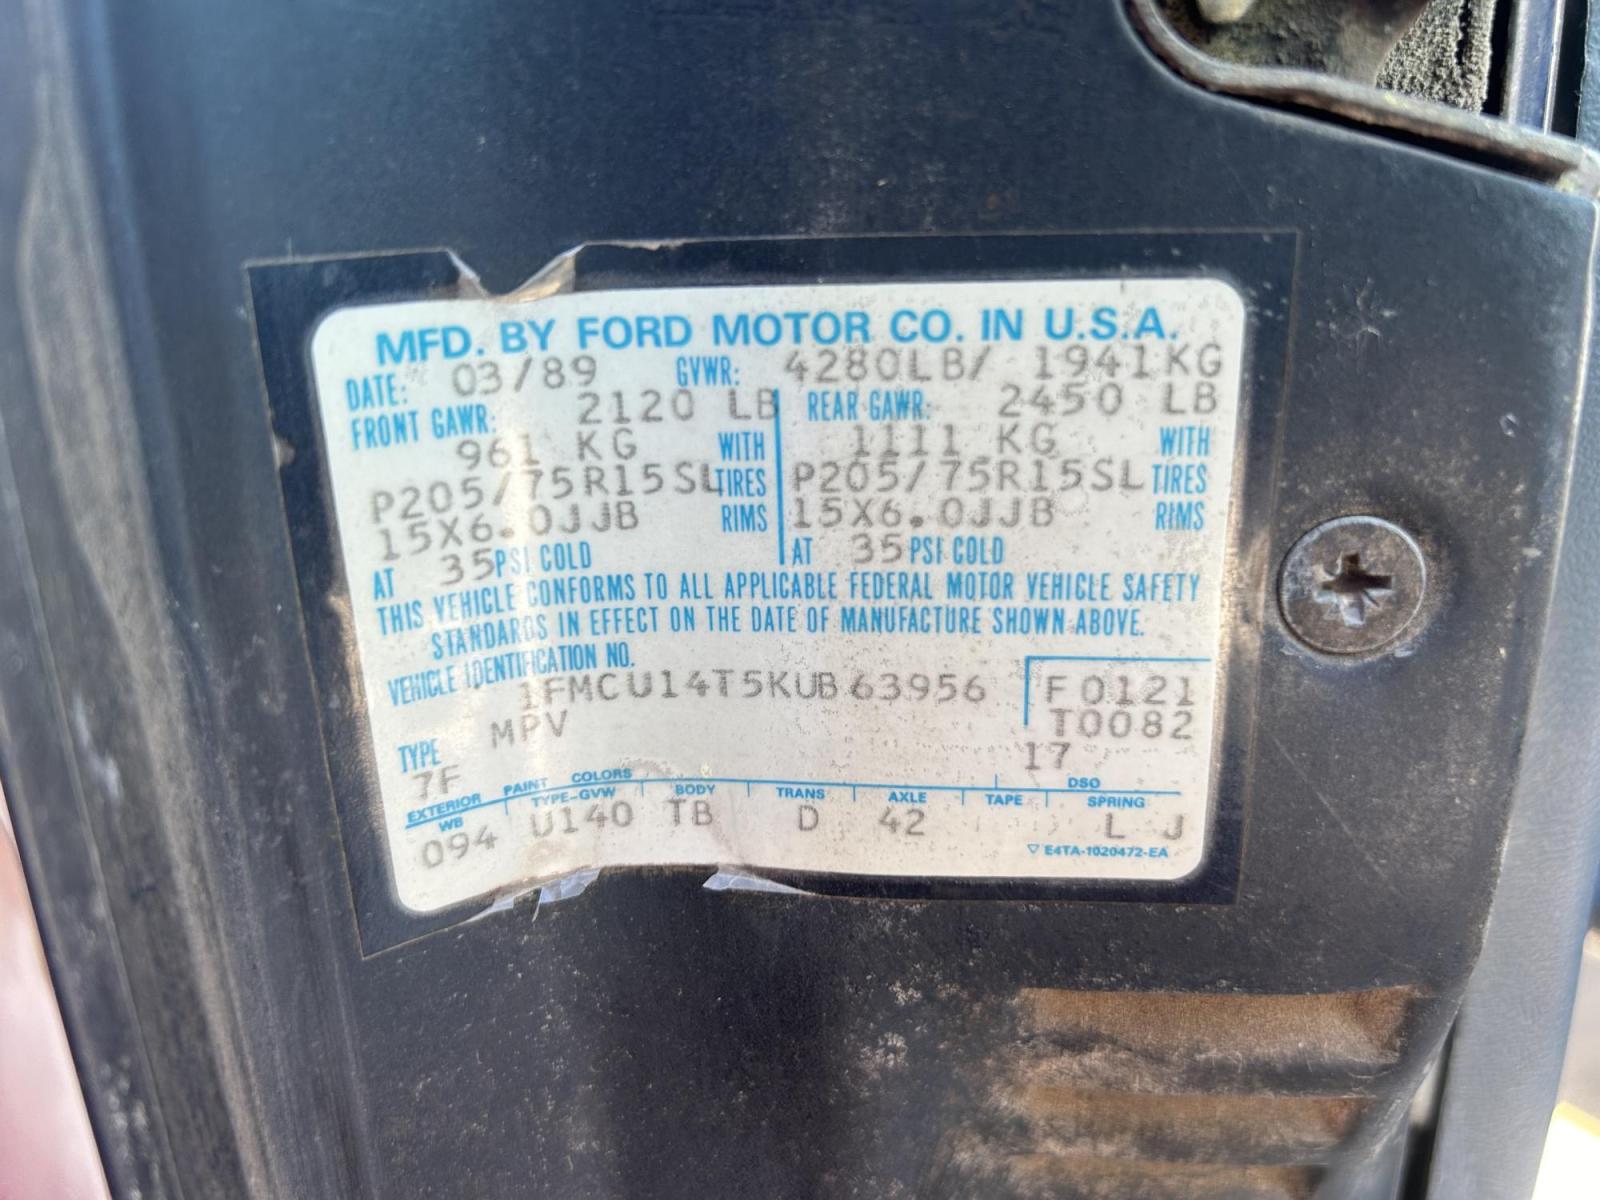 MFD. BY FORD MOTOR CO. IN U.S.A.
DATE: 03/89 GVWR: 4280LB/ 1941KG
FRONT GAWR: 2120 LB REAR GAWR: 2450 LB
961 KG WITH 1111 KG WITH
P205/75R15SL TIRES P205/75R15SL TIRES
15X6.0JJB RIMS 15X6.0JJB RIMS
AT 35 PSI COLD AT 35 PSI COLD
THIS VEHICLE CONFORMS TO ALL APPLICABLE FEDERAL MOTOR VEHICLE SAFETY
STANDARDS IN EFFECT ON THE DATE OF MANUFACTURE SHOWN ABOVE.
VEHICLE IDENTIFICATION NO.
1FMCU14T5KUB63956 F0121
TYPE MPV T0082
7F 17
EXTERIOR PAINT COLORS DSO
WB TYPE-GVW BODY TRANS AXLE TAPE SPRING
094 U140 TB D 42 L J
▽ E4TA-1020472-EA